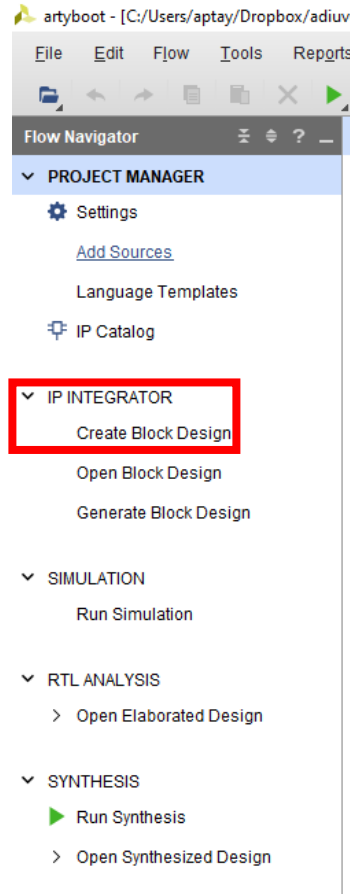 artyboot - [C:/Users/aptay/Dropbox/adiuv
File Edit Flow Tools Reports
Flow Navigator ? _
PROJECT MANAGER
Settings
Add Sources
Language Templates
IP Catalog
IP INTEGRATOR
Create Block Design
Open Block Design
Generate Block Design
SIMULATION
Run Simulation
RTL ANALYSIS
Open Elaborated Design
SYNTHESIS
Run Synthesis
Open Synthesized Design